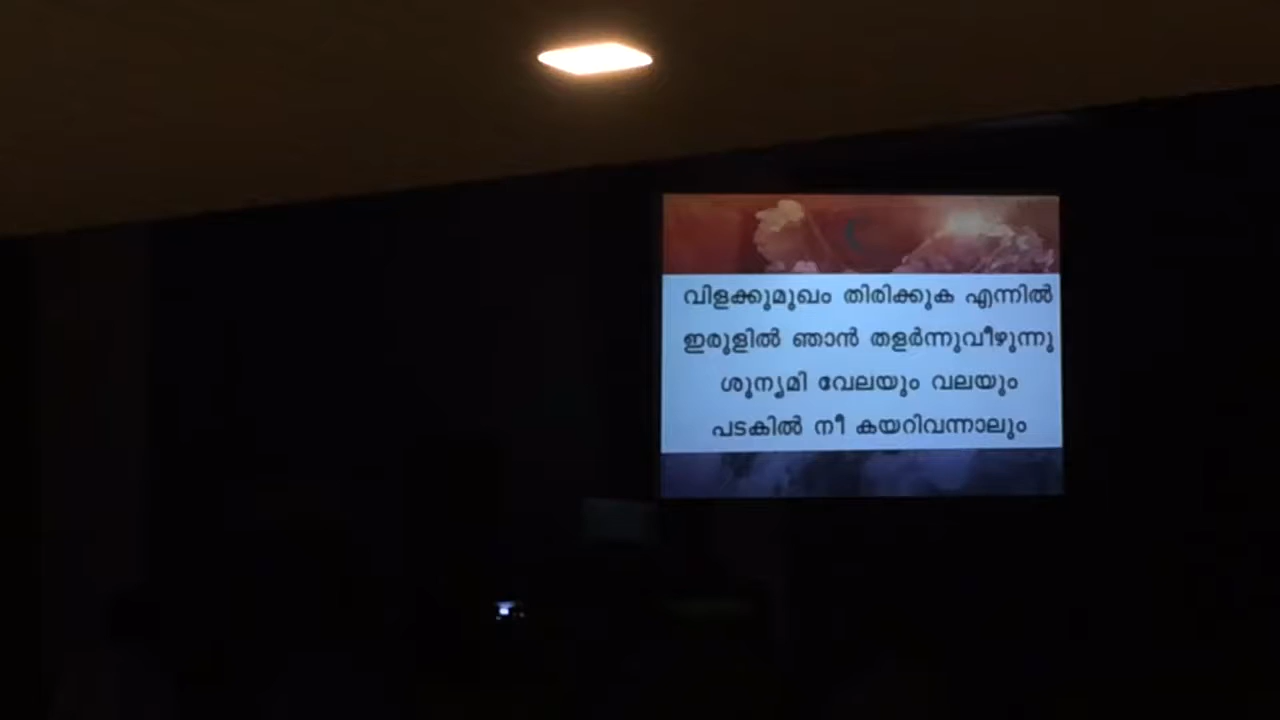 വിളക്കുമുഖം തിരിക്കുക എന്നിൽ
ഇരുളിൽ ഞാൻ തളർന്നുവീഴുന്നു
ശൂന്യമി വേലയും വലയും
പടകിൽ നീ കയറിവന്നാലും